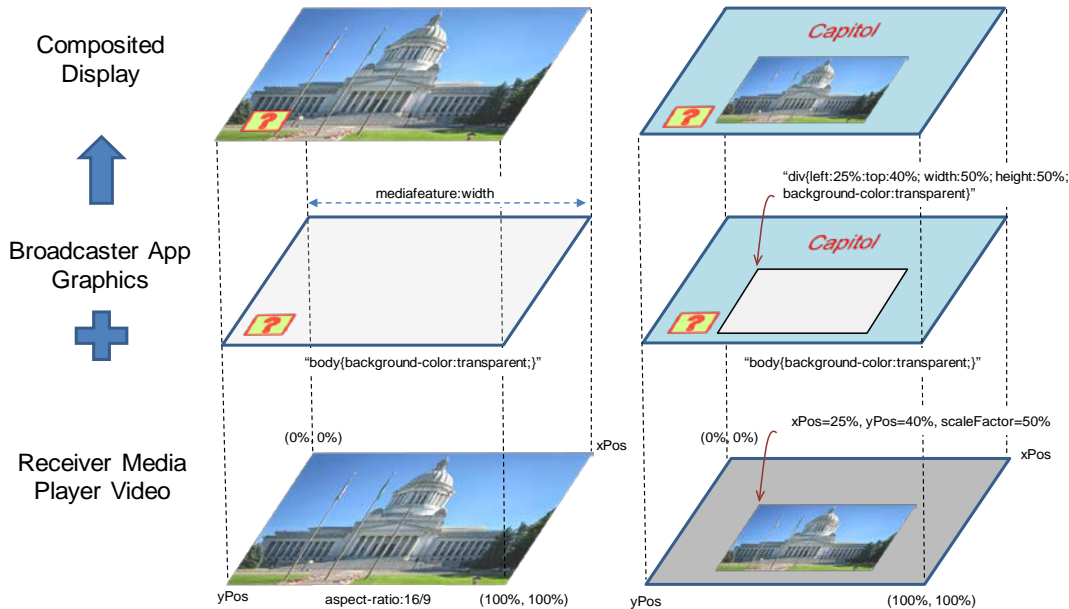 Composited
Display
?
Capitol
?
"div{left:25%:top:40%; width:50%; height:50%;
background-color:transparent}"
mediafeature:width
Broadcaster App
Graphics
?
Capitol
?
"body{background-color:transparent;}"
"body{background-color:transparent;}"
xPos=25%, yPos=40%, scaleFactor=50%
(0%, 0%)
xPos
(0%, 0%)
xPos
Receiver Media
Player Video
yPos
aspect-ratio:16/9
(100%, 100%)
yPos
(100%, 100%)